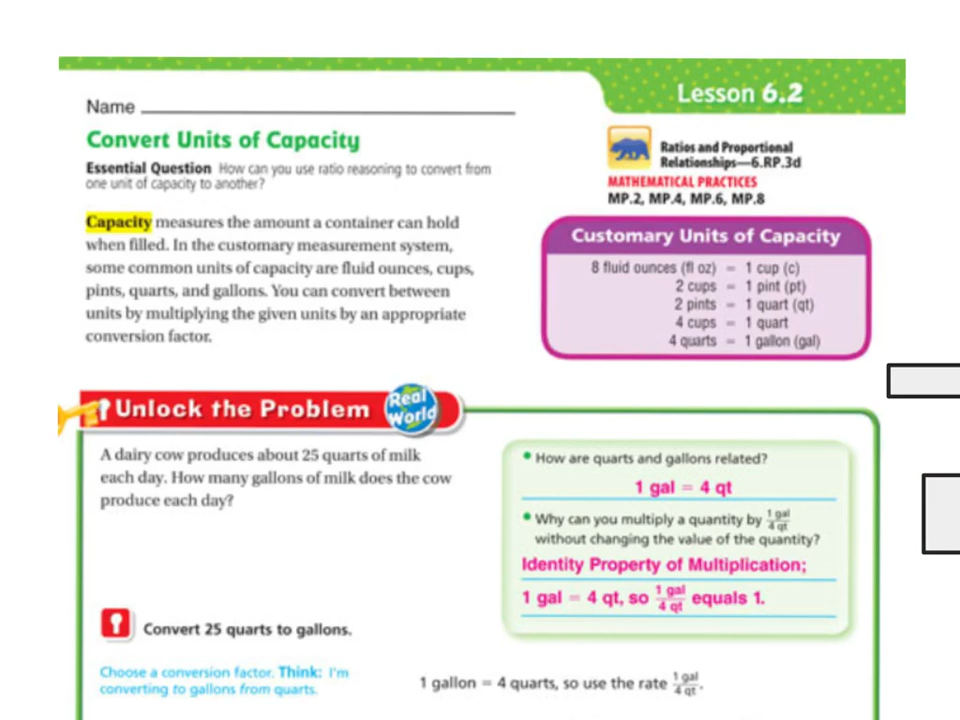 Lesson 6.2
Name
Convert Units of Capacity
Essential Question How can you use ratio reasoning to convert from
one unit of capacity to another?
Ratios and Proportional
Relationships—6.RP.3d
MATHEMATICAL PRACTICES
MP.2, MP.4, MP.6, MP.8
Capacity measures the amount a container can hold
when filled. In the customary measurement system,
some common units of capacity are fluid ounces, cups,
pints, quarts, and gallons. You can convert between
units by multiplying the given units by an appropriate
conversion factor.
Customary Units of Capacity
8 fluid ounces (fl oz) = 1 cup (c)
2 cups = 1 pint (pt)
2 pints = 1 quart (qt)
4 cups = 1 quart
4 quarts = 1 gallon (gal)
Unlock the Problem
Real
World
A dairy cow produces about 25 quarts of milk
each day. How many gallons of milk does the cow
produce each day?
• How are quarts and gallons related?
1 gal = 4 qt
• Why can you multiply a quantity by 1 gal/4 qt
without changing the value of the quantity?
Identity Property of Multiplication;
1 gal = 4 qt, so 1 gal/4 qt equals 1.
Convert 25 quarts to gallons.
Choose a conversion factor. Think: I'm
converting to gallons from quarts.
1 gallon = 4 quarts, so use the rate 1 gal/4 qt.